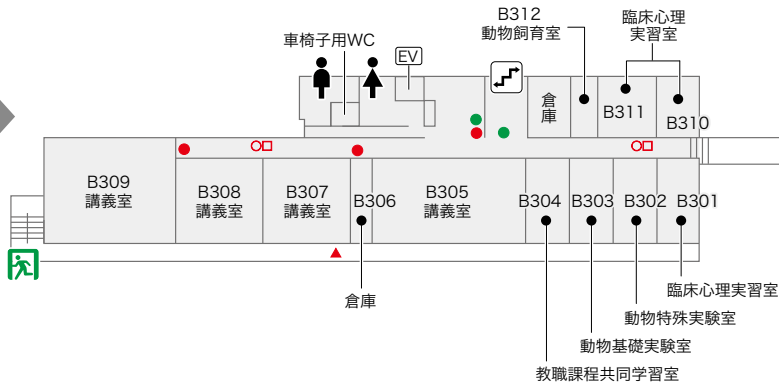 B312
動物飼育室
臨床心理
実習室
車椅子用WC
EV
倉庫
B311
B310
B309
講義室
B308
講義室
B307
講義室
B306
B305
講義室
B304
B303
B302
B301
倉庫
臨床心理実習室
動物特殊実験室
動物基礎実験室
教職課程共同学習室